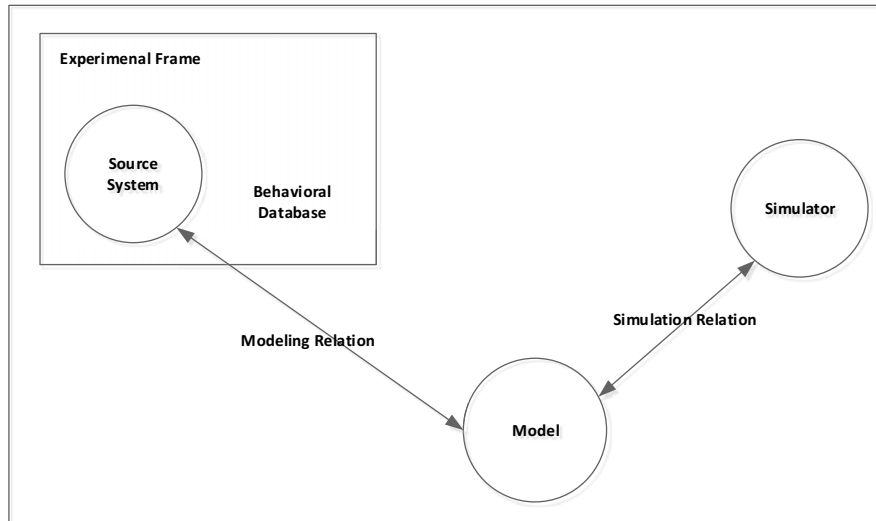 Experimenal Frame
Source
System
Behavioral
Database
Simulator
Modeling Relation
Simulation Relation
Model